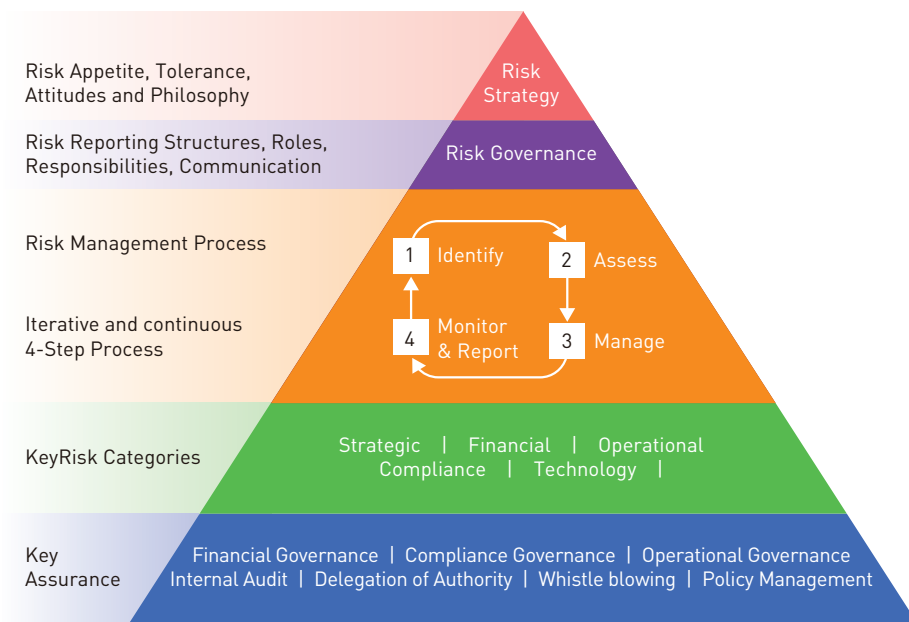 Risk Appetite, Tolerance,
Attitudes and Philosophy
Risk
Strategy
Risk Reporting Structures, Roles,
Responsibilities, Communication
Risk Governance
Risk Management Process
1 Identify
2 Assess
Iterative and continuous
4-Step Process
4 Monitor
& Report
3 Manage
KeyRisk Categories
Strategic | Financial | Operational
Compliance | Technology |
Key
Assurance
Financial Governance | Compliance Governance | Operational Governance
Internal Audit | Delegation of Authority | Whistle blowing | Policy Management